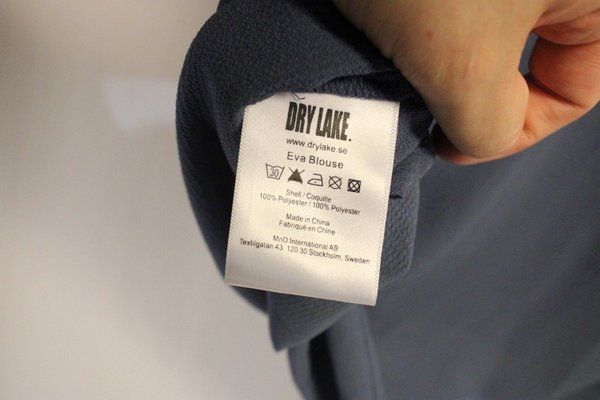 DRY LAKE.
www.drylake.se
Eva Blouse
30
Shell / Coquille
100% Polyester / 100% Polyester
Made in China
Fabriqué en Chine
MnO International AB
Textilgatan 43, 120 30 Stockholm, Sweden